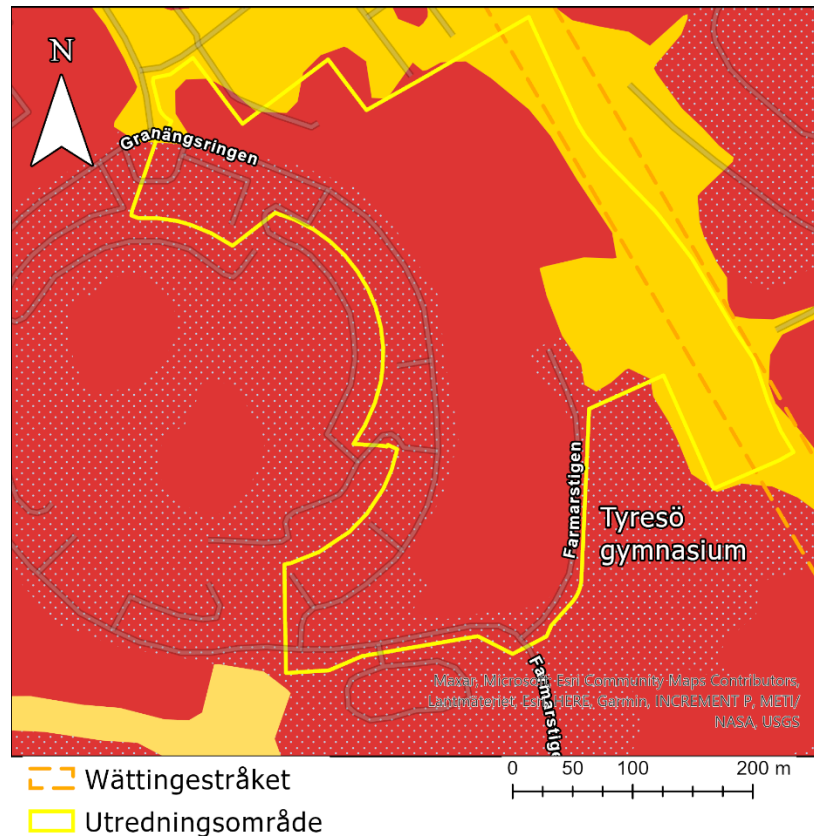 N
Granängsringen
Farmarstigen
Tyresö
gymnasium
Farmarstige
Maxar, Microsoft, Esri Community Maps Contributors,
Lantmäteriet, Esri, HERE, Garmin, INCREMENT P, METI/
NASA, USGS
Wättingestråket
0 50 100 200 m
Utredningsområde